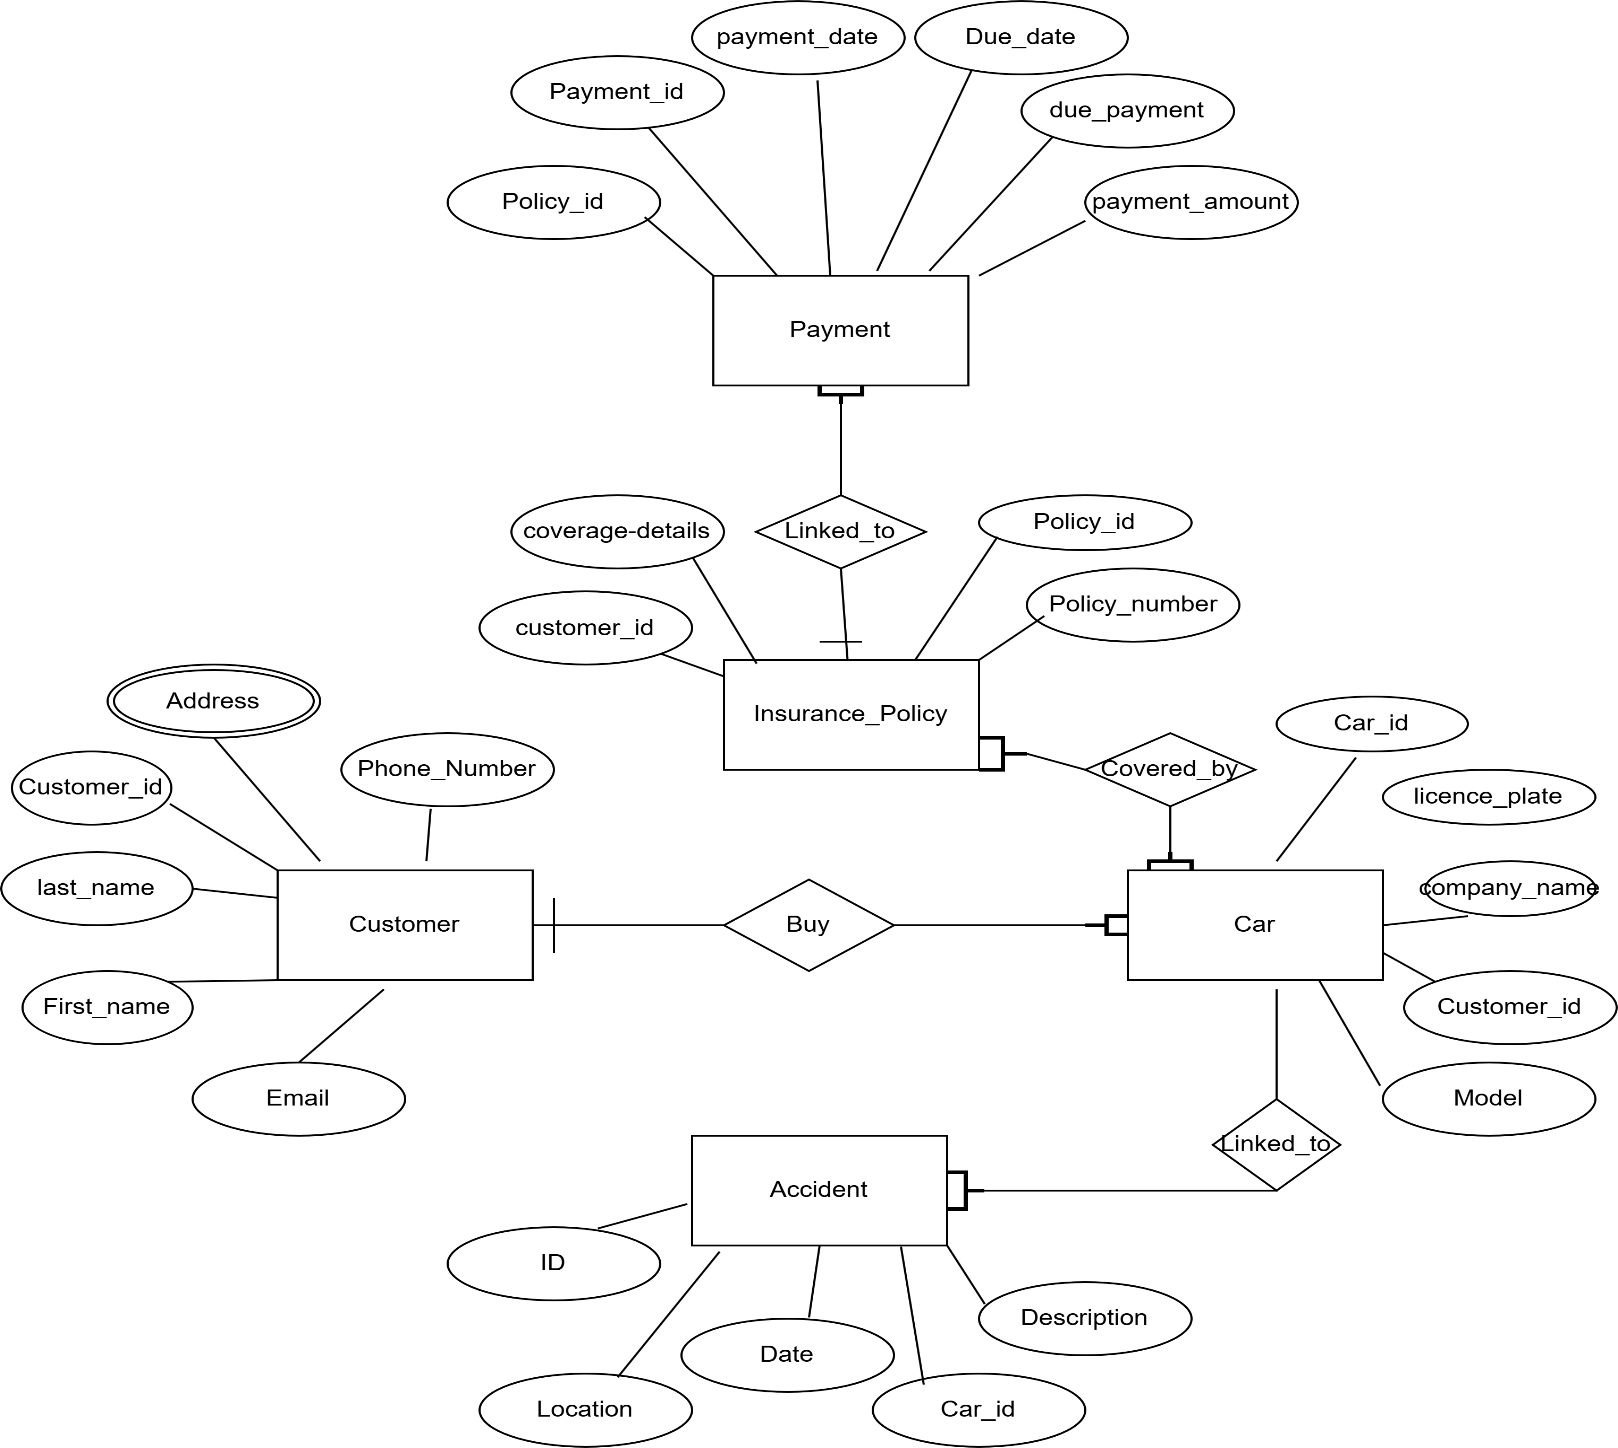 payment_date
Due_date
Payment_id
due_payment
Policy_id
payment_amount
Payment
coverage-details
Linked_to
Policy_id
customer_id
Policy_number
Insurance_Policy
Address
Car_id
Phone_Number
Covered_by
Customer_id
licence_plate
last_name
company_name
Customer
Buy
Car
First_name
Customer_id
Email
Model
Linked_to
Accident
ID
Description
Date
Location
Car_id